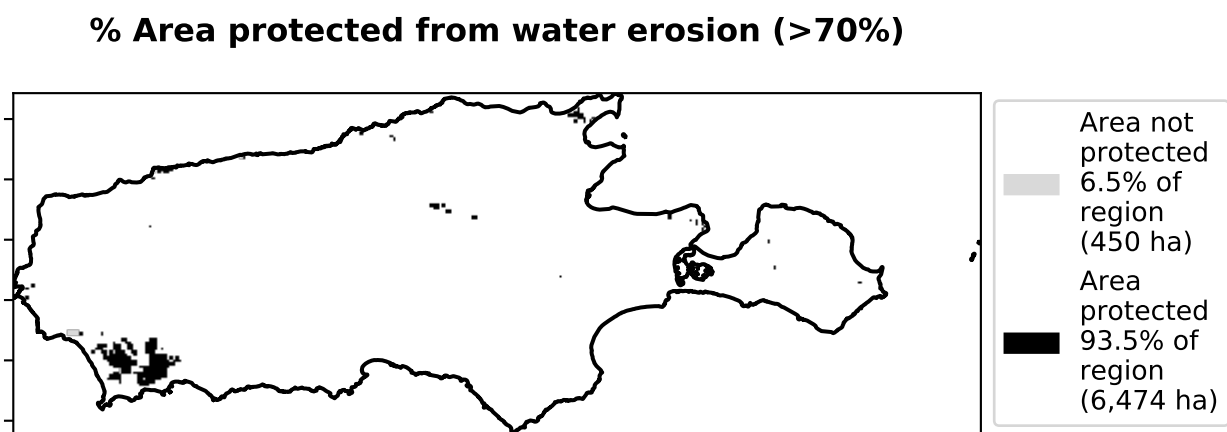 % Area protected from water erosion (>70%)
Area not
protected
6.5% of
region
(450 ha)
Area
protected
93.5% of
region
(6,474 ha)